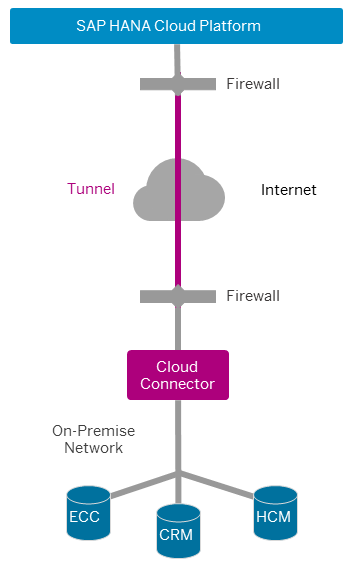 SAP HANA Cloud Platform
Firewall
Tunnel
Internet
Firewall
Cloud
Connector
On-Premise
Network
ECC
CRM
HCM